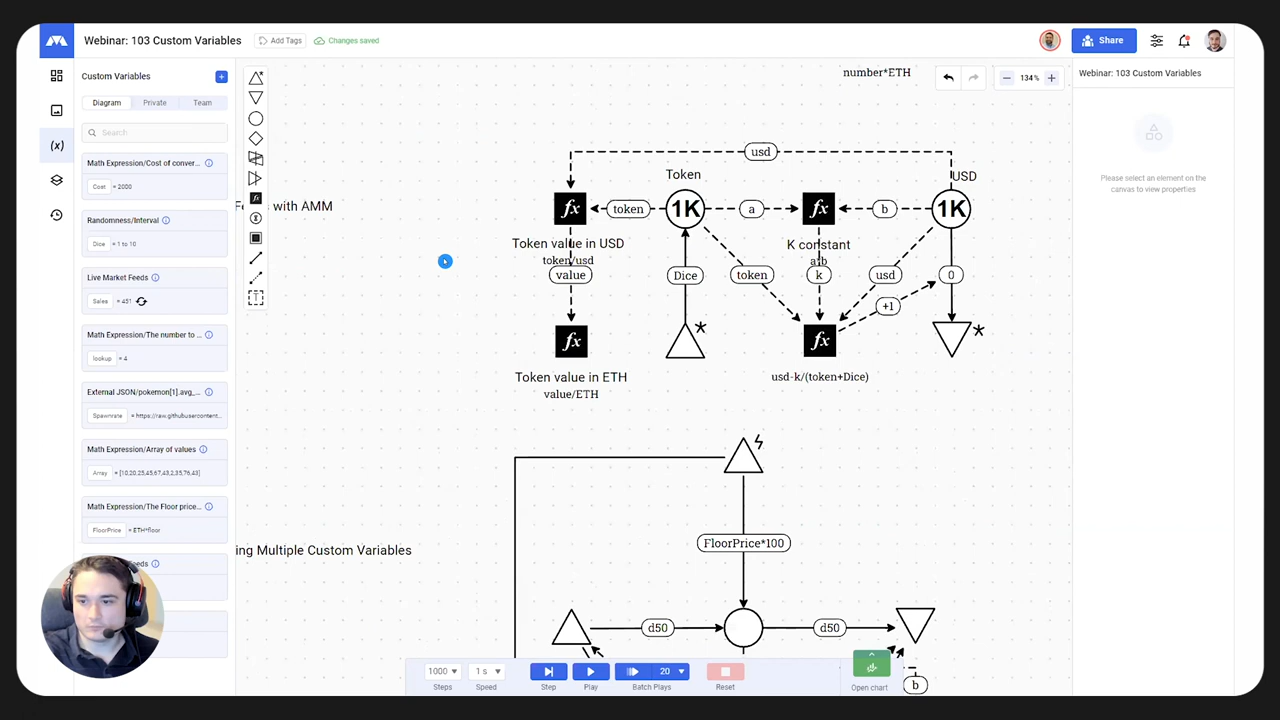 Webinar: 103 Custom Variables
Add Tags
Changes saved
Share
Custom Variables
Diagram
Private
Team
Search
Math Expression/Cost of conver...
Cost
= 2000
Randomness/Interval
Dice
= 1 to 10
Live Market Feeds
Sales
= 451
Math Expression/The number to ...
lookup
= 4
External JSON/pokemon[1].avg_...
Spawnrate
= https://raw.githubusercontent...
Math Expression/Array of values
Array
= [10,20,25,45,67,43,2,35,76,43]
Math Expression/The Floor price...
FloorPrice
= ETH*floor
eeds
number*ETH
134%
Webinar: 103 Custom Variables
Please select an element on the
canvas to view properties
usd
Token
USD
with AMM
fx
token
1K
a
fx
b
1K
Token value in USD
token/usd
K constant
a*b
value
Dice
token
k
usd
0
+1
fx
*
fx
*
Token value in ETH
value/ETH
usd-k/(token+Dice)
FloorPrice*100
ing Multiple Custom Variables
d50
d50
b
1000
Steps
1 s
Speed
Step
Play
20
Batch Plays
Reset
Open chart